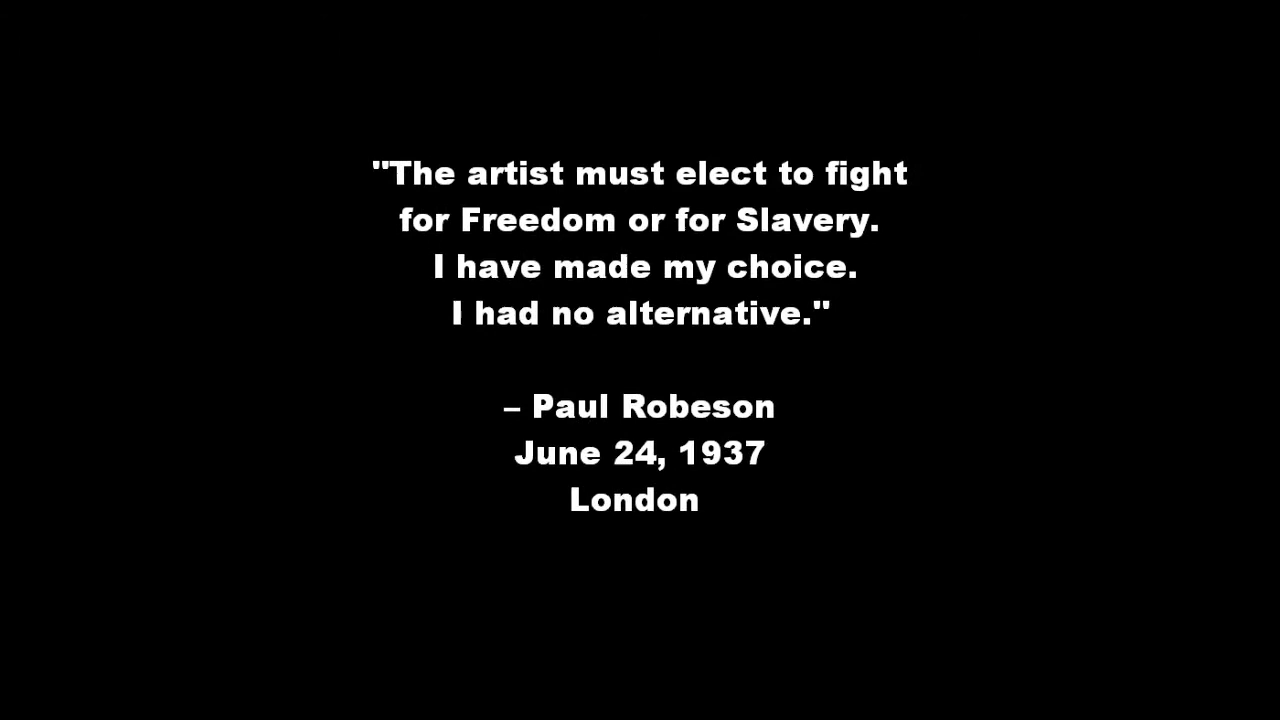 "The artist must elect to fight
for Freedom or for Slavery.
I have made my choice.
I had no alternative."
– Paul Robeson
June 24, 1937
London